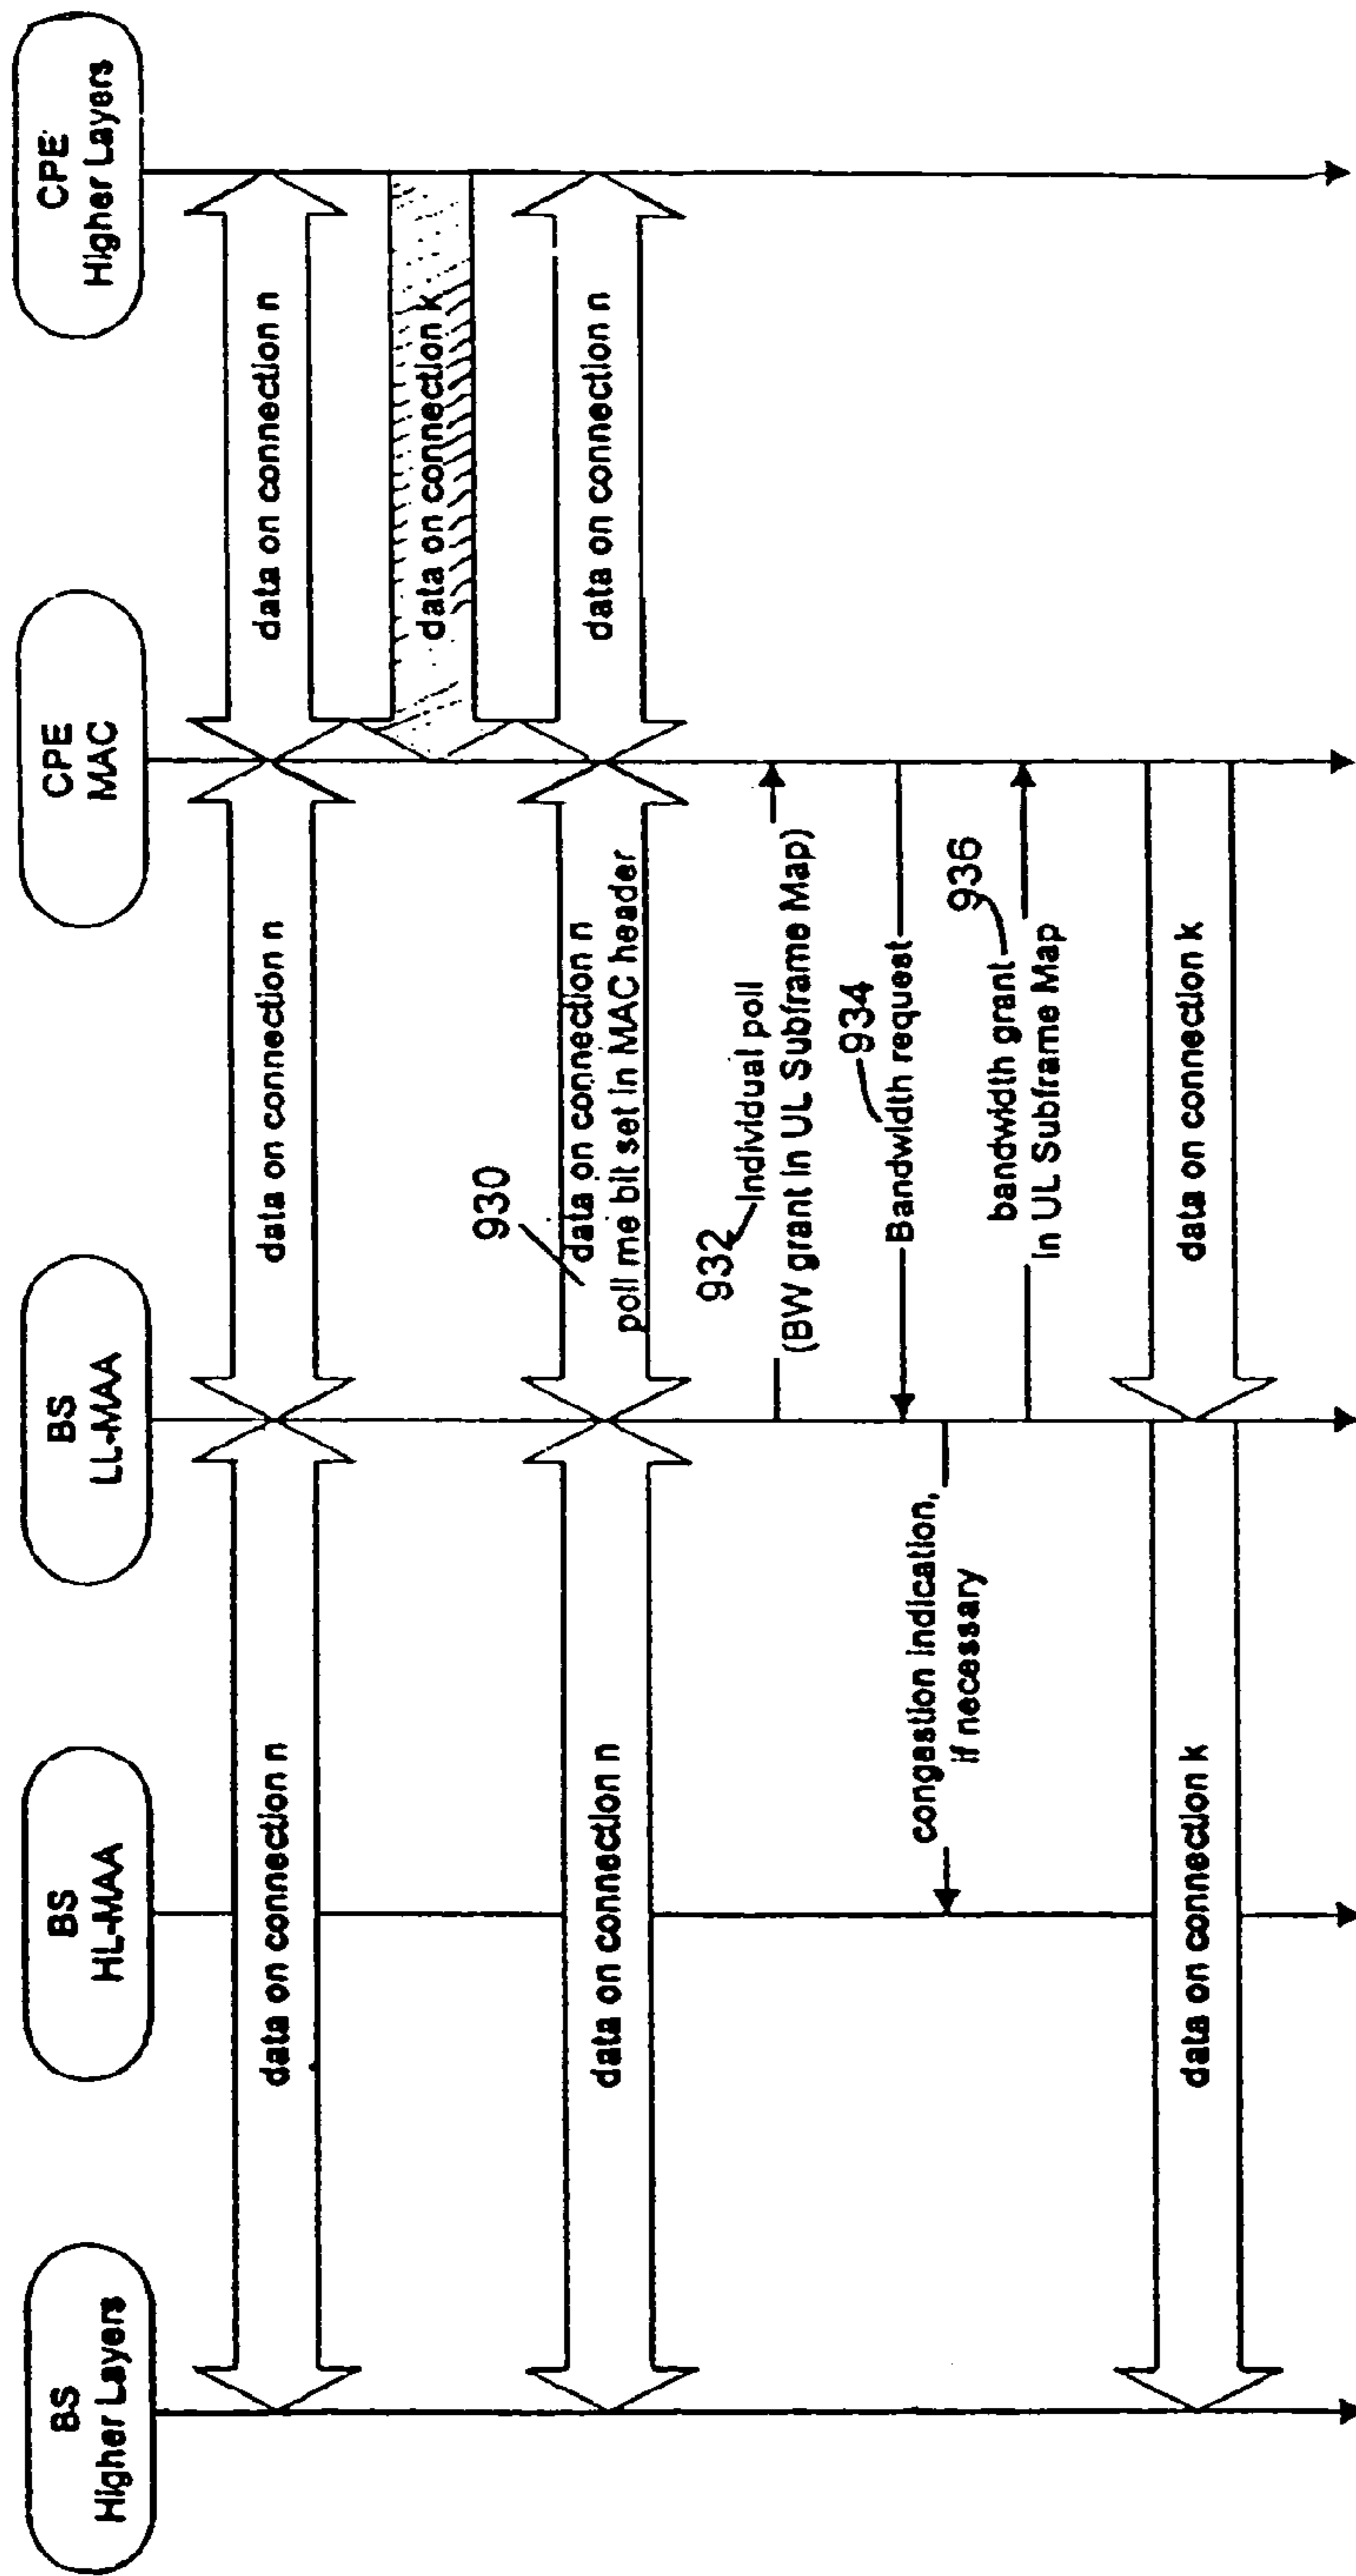 BS
Higher Layers
BS
HL-MAA
BS
LL-MAA
CPE
MAC
CPE
Higher Layers
data on connection n
data on connection n
data on connection n
data on connection k
930
data on connection n
data on connection n
poll me bit set in MAC header
data on connection n
932
Individual poll
(BW grant in UL Subframe Map)
934
Bandwidth request
congestion indication,
if necessary
936
bandwidth grant
in UL Subframe Map
data on connection k
data on connection k